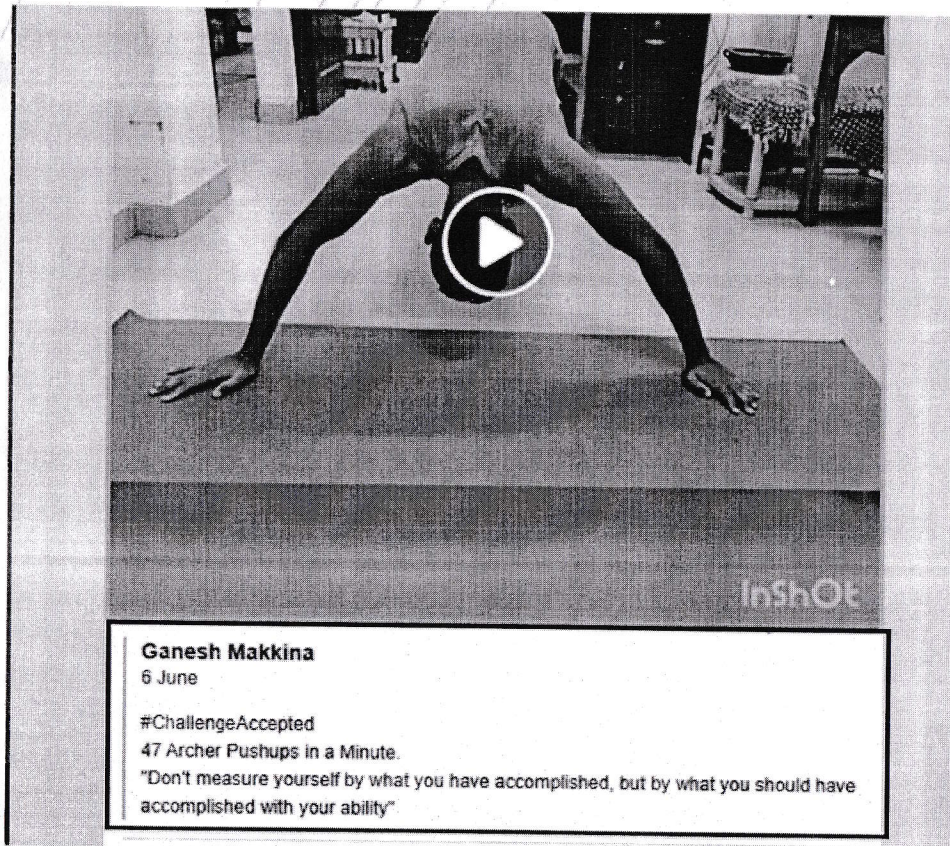 InShOt
Ganesh Makkina
6 June
#ChallengeAccepted
47 Archer Pushups in a Minute.
"Don't measure yourself by what you have accomplished, but by what you should have
accomplished with your ability"